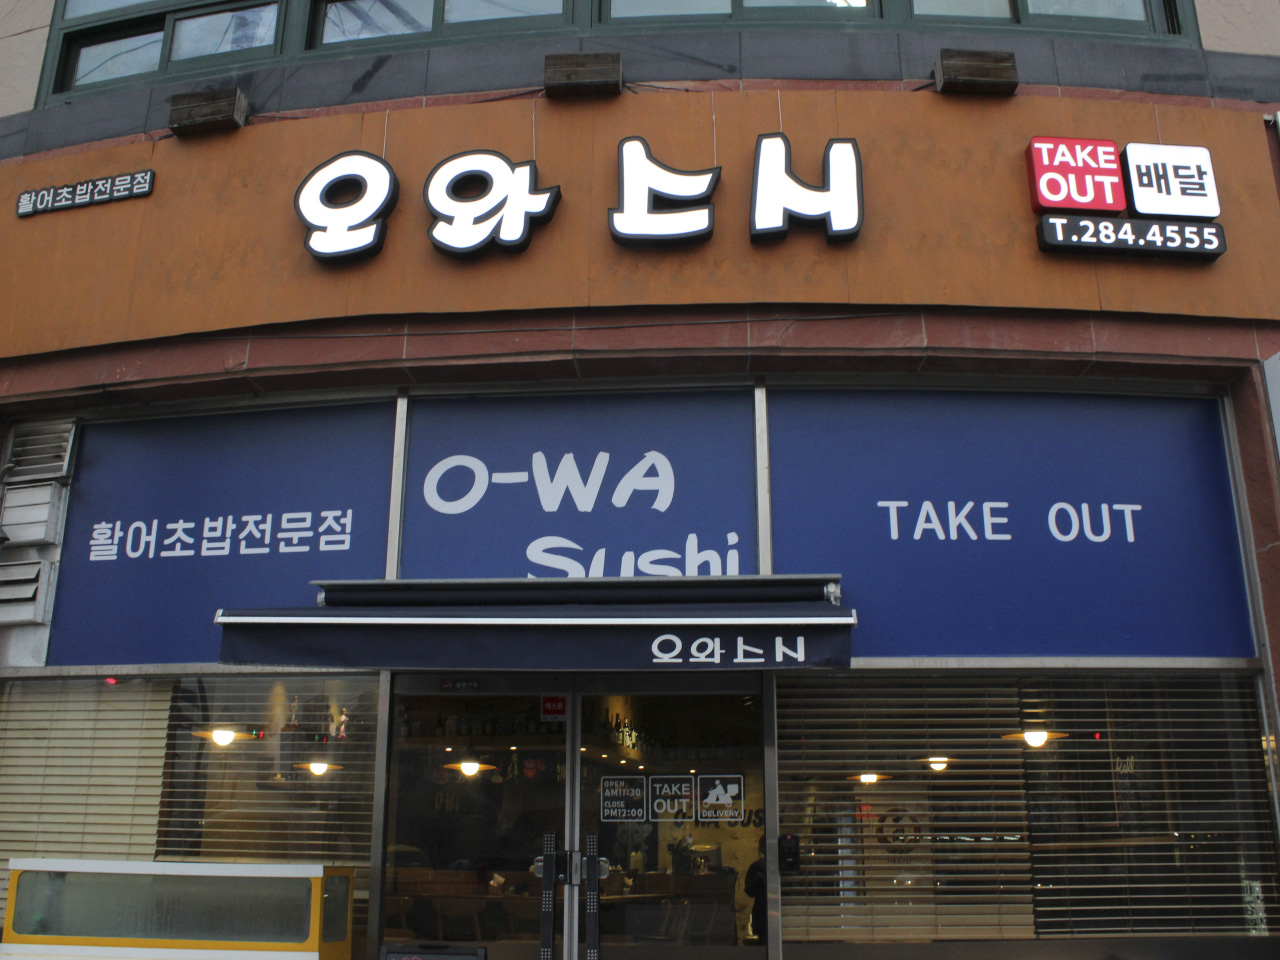 활어초밥전문점
오와스시
TAKE
OUT
배달
T.284.4555
활어초밥전문점
O-WA
Sushi
TAKE OUT
오와스시
OPEN
AM11:30
CLOSE
PM12:00
TAKE
OUT
DELIVERY
O-WA SUS